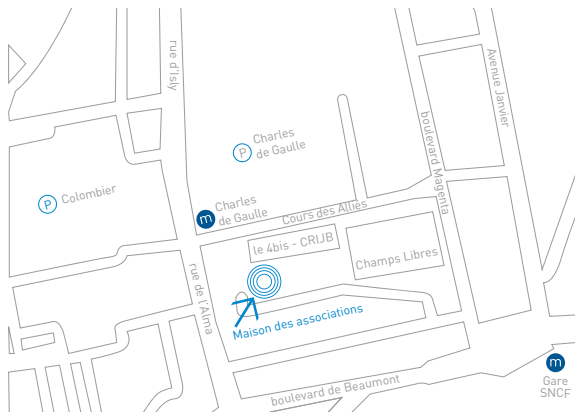 rue d'Isly
Avenue Janvier
boulevard Magenta
P
Charles
de Gaulle
P
Colombier
m
Charles
de Gaulle
Cours des Alliés
le 4bis - CRIJB
Champs Libres
rue de l'Alma
Maison des associations
boulevard de Beaumont
m
Gare
SNCF